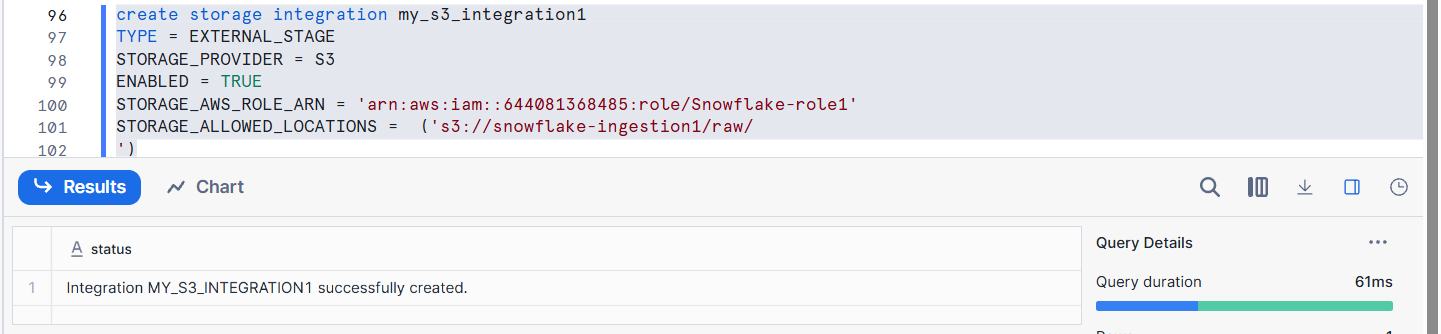 96 create storage integration my_s3_integration1
97 TYPE = EXTERNAL_STAGE
98 STORAGE_PROVIDER = S3
99 ENABLED = TRUE
100 STORAGE_AWS_ROLE_ARN = 'arn:aws:iam::644081368485:role/Snowflake-role1'
101 STORAGE_ALLOWED_LOCATIONS =  ('s3://snowflake-ingestion1/raw/
102 ')
Results Chart
A status
Query Details
1 Integration MY_S3_INTEGRATION1 successfully created.
Query duration 61ms